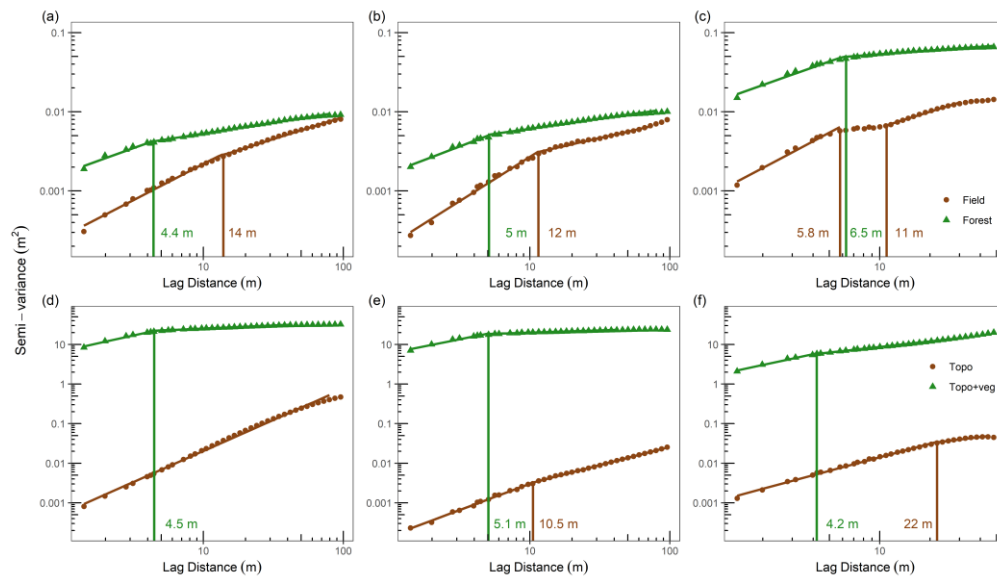 (a)
(b)
(c)
0.1
0.01
0.001
4.4 m
14 m
10
100
Lag Distance (m)
0.1
0.01
0.001
5 m
12 m
10
100
Lag Distance (m)
0.1
0.01
0.001
Field
Forest
5.8 m
6.5 m
11 m
10
Lag Distance (m)
Semi – variance (m²)
(d)
(e)
(f)
100
10
1
0.1
0.01
0.001
4.5 m
10
100
Lag Distance (m)
100
10
1
0.1
0.01
0.001
5.1 m
10.5 m
10
100
Lag Distance (m)
100
10
1
0.1
0.01
0.001
Topo
Topo+veg
4.2 m
22 m
10
Lag Distance (m)